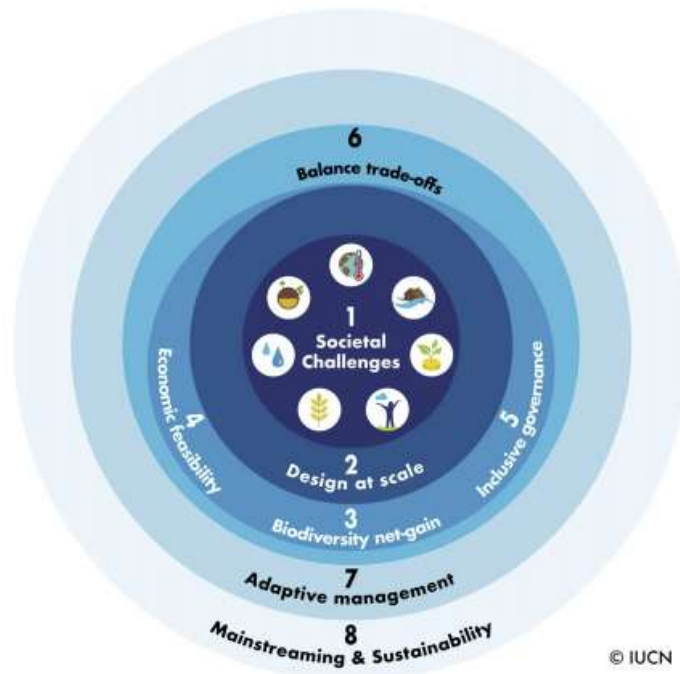 6
Balance trade-offs
1
Societal
Challenges
4
Economic feasibility
5
Inclusive governance
2
Design at scale
3
Biodiversity net-gain
7
Adaptive management
8
Mainstreaming & Sustainability
© IUCN